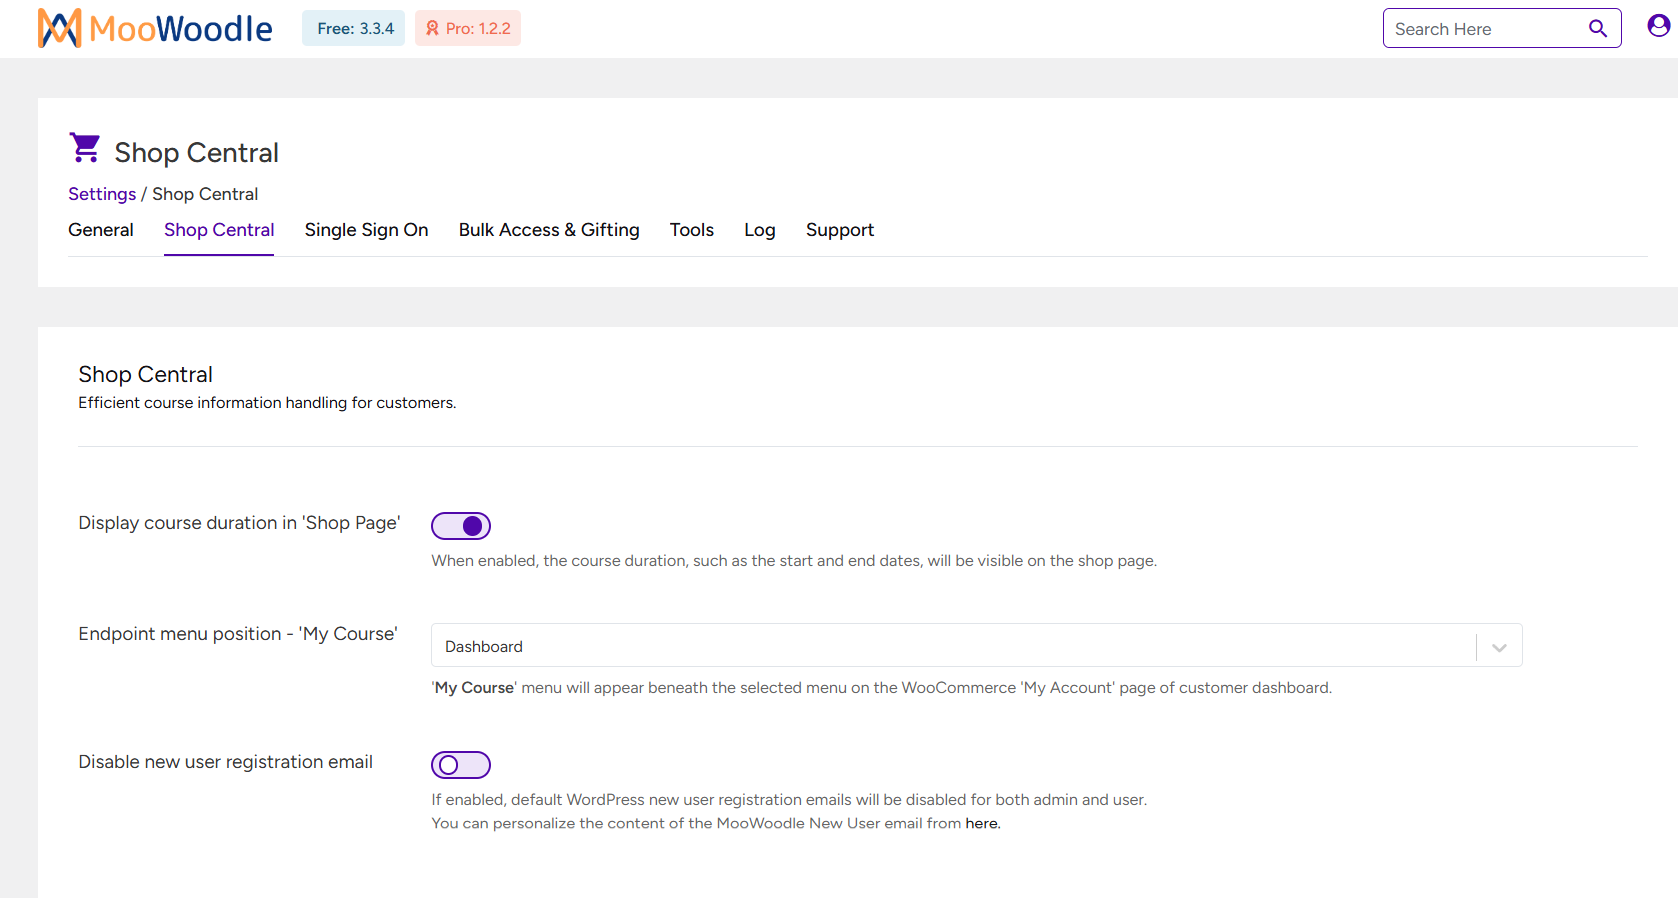 MooWoodle
Free: 3.3.4
Pro: 1.2.2
Search Here
Shop Central
Settings / Shop Central
General Shop Central Single Sign On Bulk Access & Gifting Tools Log Support
Shop Central
Efficient course information handling for customers.
Display course duration in 'Shop Page'
When enabled, the course duration, such as the start and end dates, will be visible on the shop page.
Endpoint menu position - 'My Course'
Dashboard
'My Course' menu will appear beneath the selected menu on the WooCommerce 'My Account' page of customer dashboard.
Disable new user registration email
If enabled, default WordPress new user registration emails will be disabled for both admin and user.
You can personalize the content of the MooWoodle New User email from here.